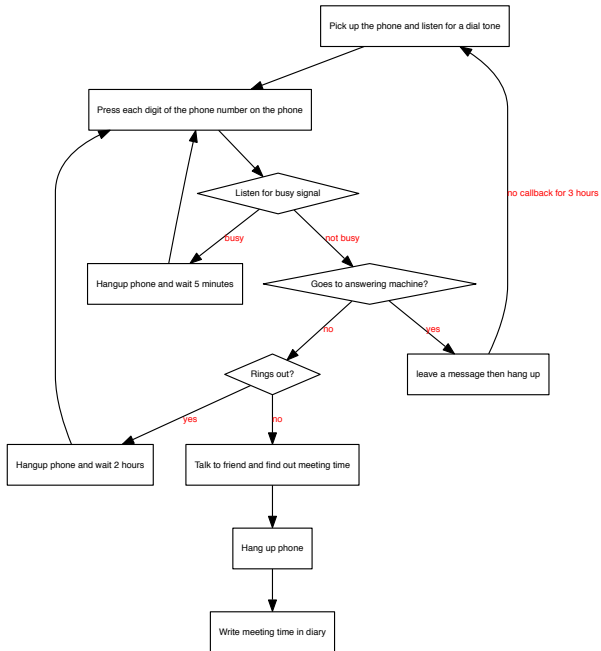 Pick up the phone and listen for a dial tone
Press each digit of the phone number on the phone
Listen for busy signal
no callback for 3 hours
busy
not busy
Hangup phone and wait 5 minutes
Goes to answering machine?
no
yes
Rings out?
leave a message then hang up
yes
no
Hangup phone and wait 2 hours
Talk to friend and find out meeting time
Hang up phone
Write meeting time in diary